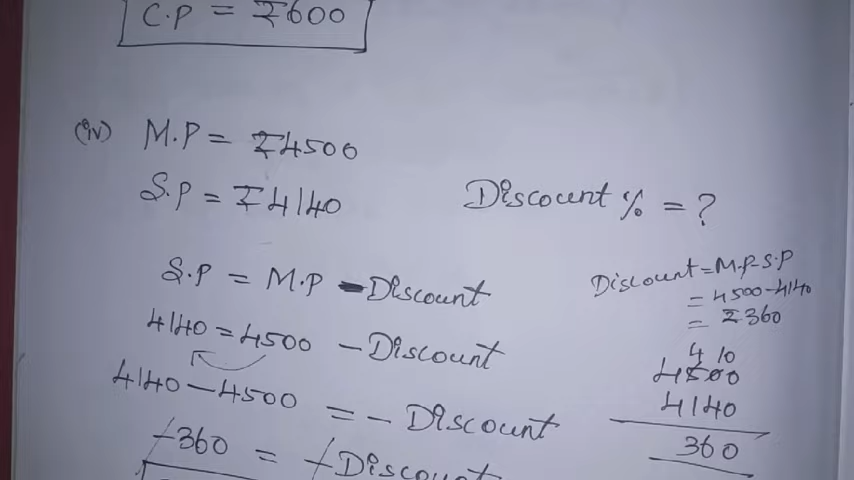 C.P = ₹600
(iv) M.P = ₹4500
S.P = ₹4140
Discount % = ?
S.P = M.P - Discount
4140 = 4500 - Discount
4140 - 4500 = - Discount
-360 = -Discount
Discount = M.P-S.P
= 4500-4140
= ₹360
4 10
4500
4140
360